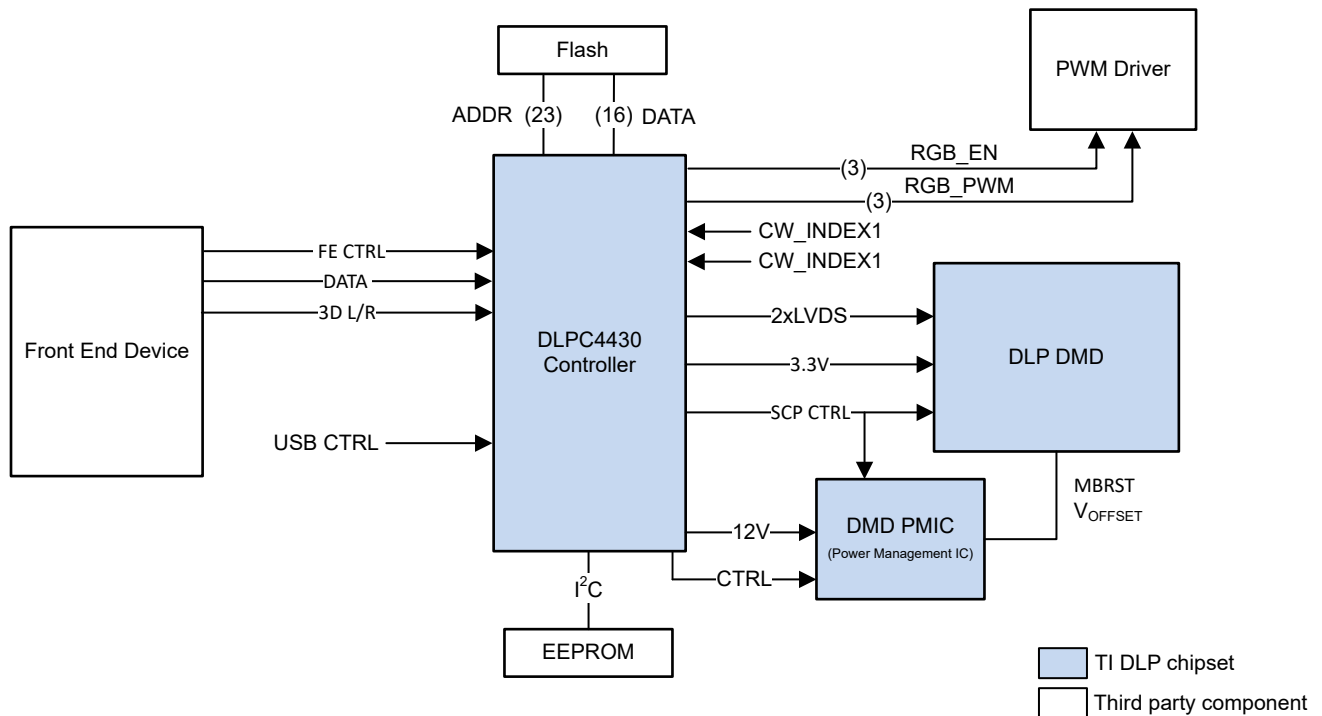 Flash
PWM Driver
ADDR (23) (16) DATA
RGB_EN
(3)
RGB_PWM
(3)
CW_INDEX1
CW_INDEX1
FE CTRL
DATA
3D L/R
Front End Device
USB CTRL
DLPC4430
Controller
2xLVDS
3.3V
SCP CTRL
DLP DMD
MBRST
VOFFSET
12V
CTRL
DMD PMIC
(Power Management IC)
I²C
EEPROM
TI DLP chipset
Third party component